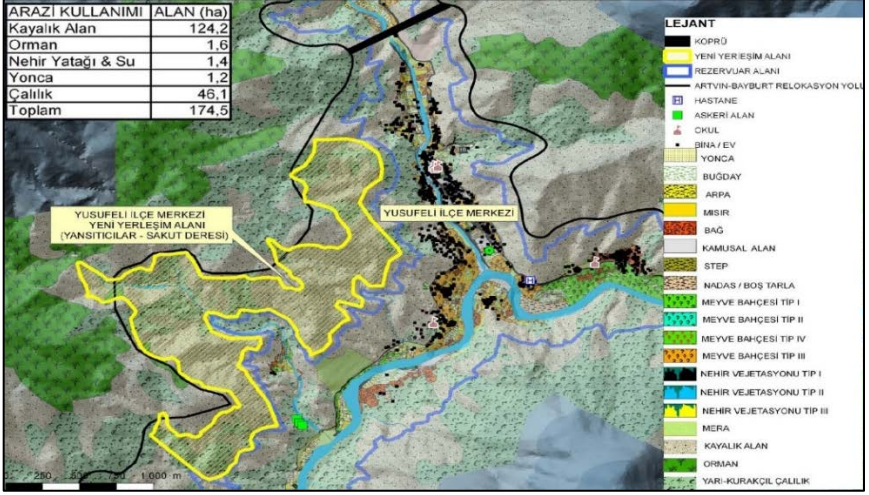 ARAZİ KULLANIMI ALAN (ha)
Kayalık Alan 124,2
Orman 1,6
Nehir Yatağı & Su 1,4
Yonca 1,2
Çalılık 46,1
Toplam 174,5
YUSUFELİ İLÇE MERKEZİ
YENİ YERLEŞİM ALANI
(YANSITICILAR - SAKUT DERESİ)
YUSUFELİ İLÇE MERKEZİ
1.000 m
LEJANT
KÖPRÜ
YENİ YERLEŞİM ALANI
REZERVUAR ALANI
ARTVİN-BAYBURT RELOKASYON YOLU
HASTANE
ASKERİ ALAN
OKUL
BİNA / EV
YONCA
BUĞDAY
ARPA
MISIR
BAĞ
KAMUSAL ALAN
STEP
NADAS / BOŞ TARLA
MEYVE BAHÇESİ TİP I
MEYVE BAHÇESİ TİP II
MEYVE BAHÇESİ TİP IV
MEYVE BAHÇESİ TİP III
NEHİR VEJETASYONU TİP I
NEHİR VEJETASYONU TİP II
NEHİR VEJETASYONU TİP III
MERA
KAYALIK ALAN
ORMAN
YARI-KURAKÇIL ÇALILIK